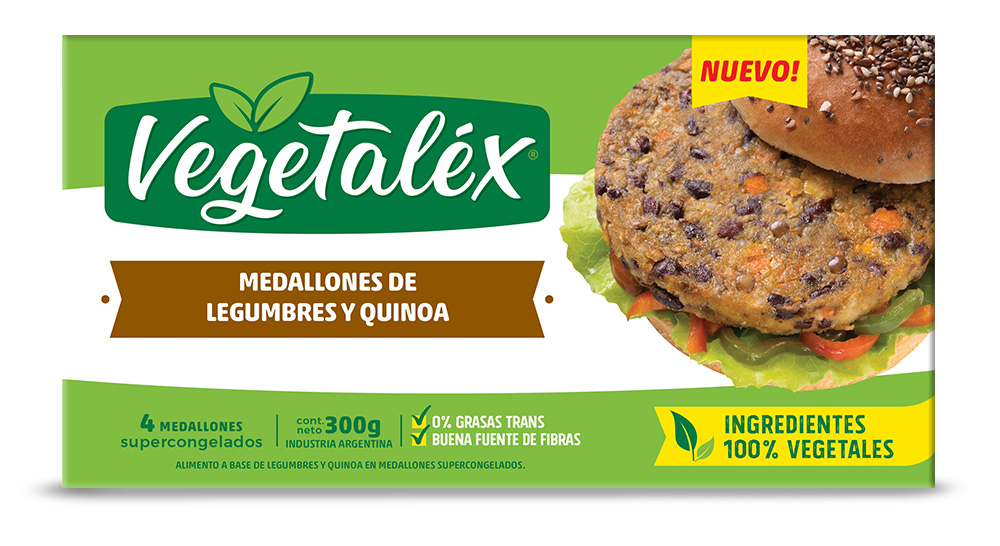 NUEVO!
Vegetaléx®
MEDALLONES DE
LEGUMBRES Y QUINOA
4 MEDALLONES
supercongelados
cont.
neto 300g
INDUSTRIA ARGENTINA
0% GRASAS TRANS
BUENA FUENTE DE FIBRAS
INGREDIENTES
100% VEGETALES
ALIMENTO A BASE DE LEGUMBRES Y QUINOA EN MEDALLONES SUPERCONGELADOS.